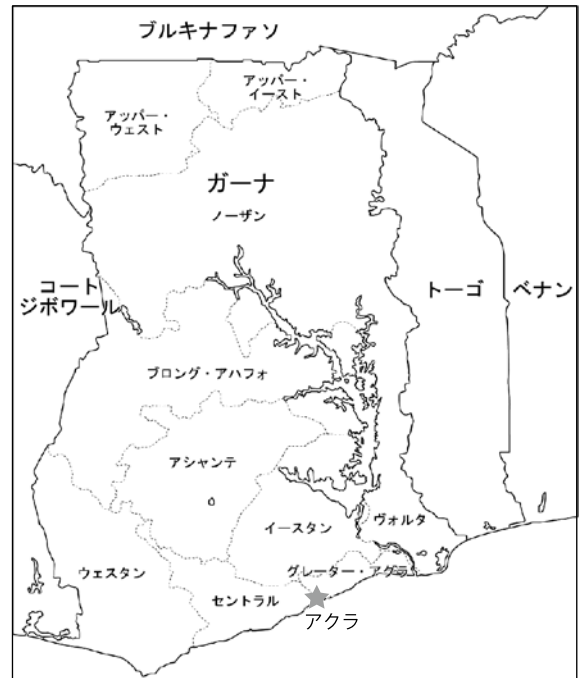 ブルキナファソ
アッパー・
イースト
アッパー・
ウェスト
ガーナ
ノーザン
コート
ジボワール
トーゴ
ベナン
ブロング・アハフォ
アシャンテ
イースタン
ヴォルタ
ウェスタン
グレーター・アクラ
セントラル
アクラ